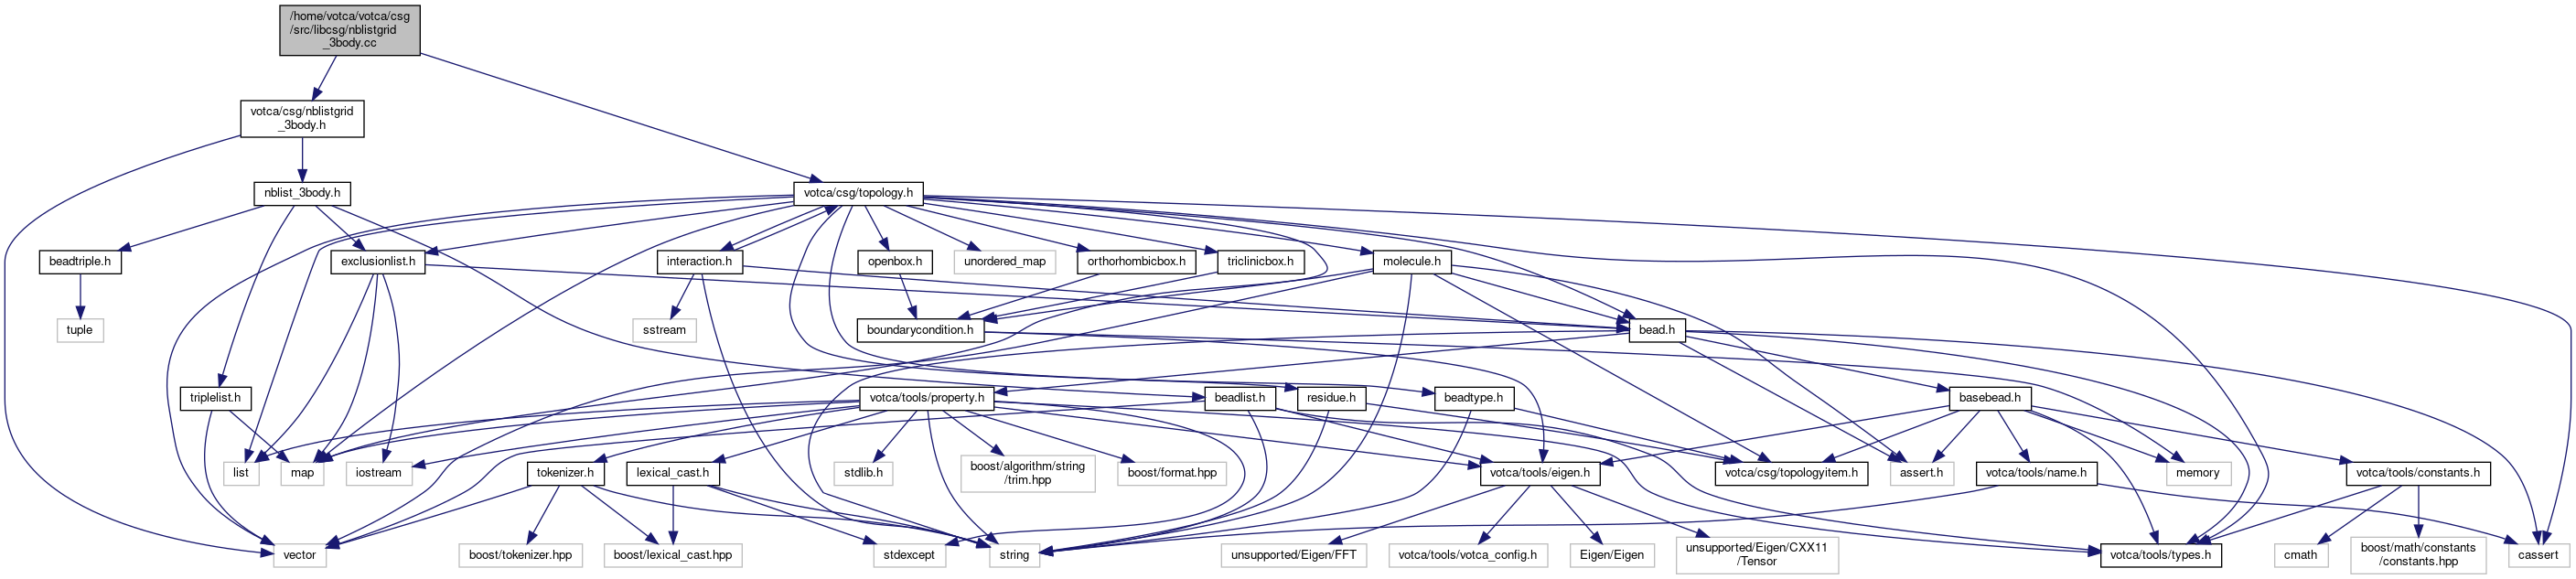 /home/votca/votca/csg
/src/libcsg/nblistgrid
_3body.cc
votca/csg/nblistgrid
_3body.h
nblist_3body.h
votca/csg/topology.h
beadtriple.h
exclusionlist.h
interaction.h
openbox.h
unordered_map
orthorhombicbox.h
triclinicbox.h
molecule.h
tuple
sstream
boundarycondition.h
bead.h
triplelist.h
votca/tools/property.h
beadlist.h
residue.h
beadtype.h
basebead.h
list
map
iostream
tokenizer.h
lexical_cast.h
stdlib.h
boost/algorithm/string
/trim.hpp
boost/format.hpp
votca/tools/eigen.h
votca/csg/topologyitem.h
assert.h
votca/tools/name.h
memory
votca/tools/constants.h
vector
boost/tokenizer.hpp
boost/lexical_cast.hpp
stdexcept
string
unsupported/Eigen/FFT
votca/tools/votca_config.h
Eigen/Eigen
unsupported/Eigen/CXX11
/Tensor
votca/tools/types.h
cmath
boost/math/constants
/constants.hpp
cassert